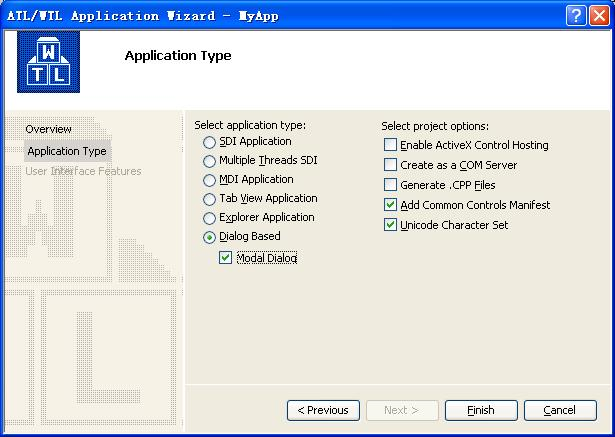 ATL/WTL Application Wizard - MyApp
W
T L
Application Type
Overview
Application Type
User Interface Features
Select application type:
SDI Application
Multiple Threads SDI
MDI Application
Tab View Application
Explorer Application
Dialog Based
Modal Dialog
Select project options:
Enable ActiveX Control Hosting
Create as a COM Server
Generate .CPP Files
Add Common Controls Manifest
Unicode Character Set
< Previous
Next >
Finish
Cancel